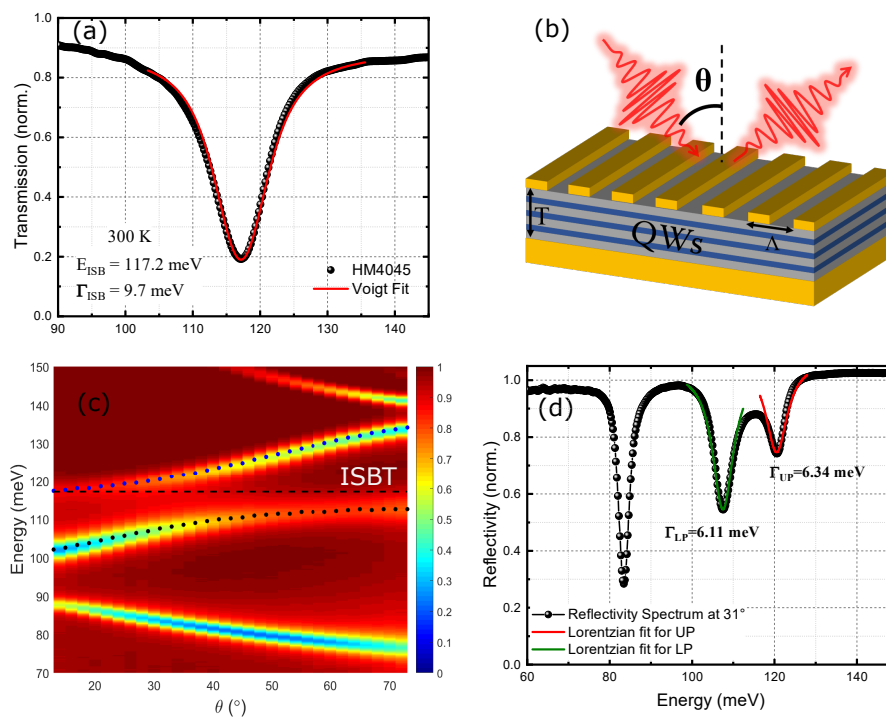 (a)
Transmission (norm.)
1.0
0.8
0.6
0.4
0.2
0.0
90 100 110 120 130 140
300 K
E_ISB = 117.2 meV
Γ_ISB = 9.7 meV
HM4045
Voigt Fit
(b)
θ
T
QWs
Λ
(c)
Energy (meV)
150
140
130
120
110
100
90
80
70
20 30 40 50 60 70
θ (°)
ISBT
1
0.9
0.8
0.7
0.6
0.5
0.4
0.3
0.2
0.1
0
(d)
Reflectivity (norm.)
1.0
0.8
0.6
0.4
0.2
0.0
60 80 100 120 140
Energy (meV)
Γ_UP=6.34 meV
Γ_LP=6.11 meV
Reflectivity Spectrum at 31°
Lorentzian fit for UP
Lorentzian fit for LP